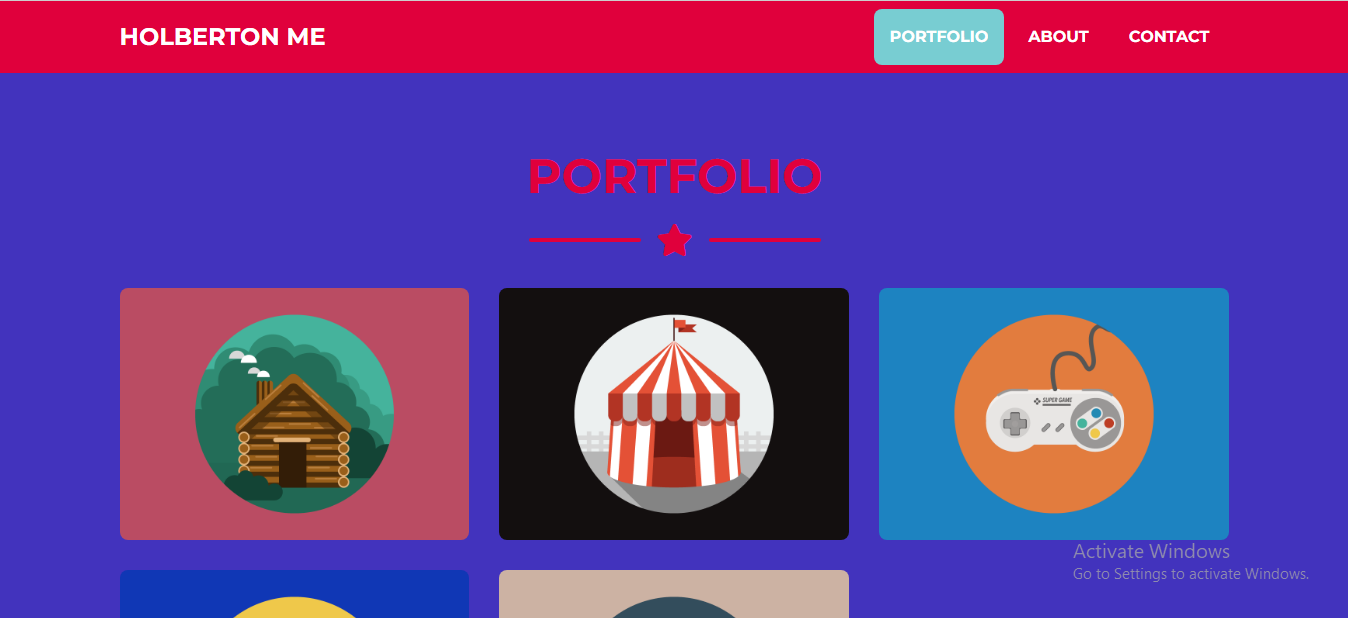 HOLBERTON ME
PORTFOLIO
ABOUT
CONTACT
PORTFOLIO
SUPER GAME
Activate Windows
Go to Settings to activate Windows.